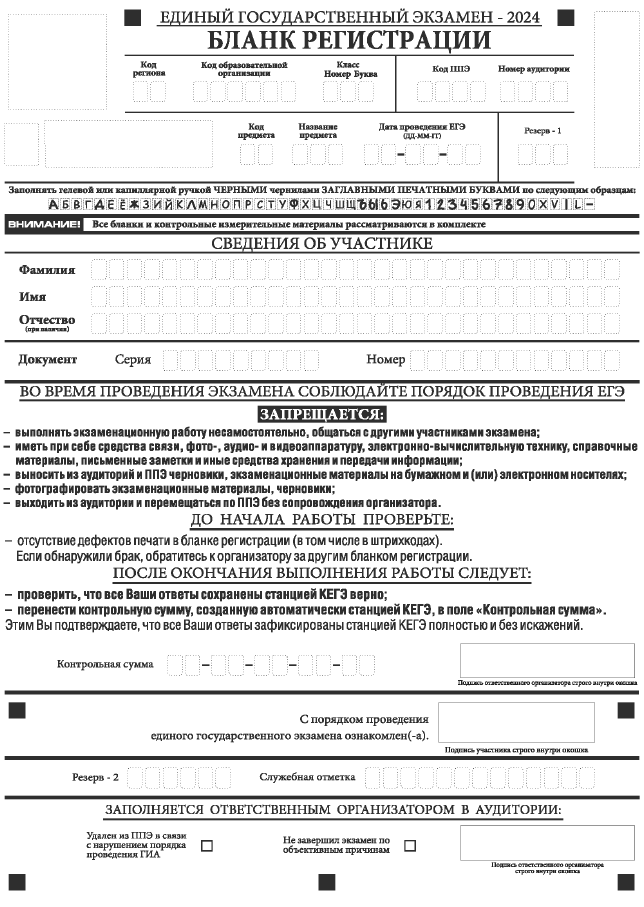 ЕДИНЫЙ ГОСУДАРСТВЕННЫЙ ЭКЗАМЕН - 2024
БЛАНК РЕГИСТРАЦИИ
Код региона
Код образовательной организации
Класс Номер Буква
Код ППЭ
Номер аудитории
Код предмета
Название предмета
Дата проведения ЕГЭ (ДД-ММ-ГГ)
Резерв - 1
Заполнять гелевой или капиллярной ручкой ЧЕРНЫМИ чернилами ЗАГЛАВНЫМИ ПЕЧАТНЫМИ БУКВАМИ по следующим образцам:
А Б В Г Д Е Ё Ж З И Й К Л М Н О П Р С Т У Ф Х Ц Ч Ш Щ Ъ Ы Ь Э Ю Я 1 2 3 4 5 6 7 8 9 0 X V I L -
ВНИМАНИЕ! Все бланки и контрольные измерительные материалы рассматриваются в комплекте
СВЕДЕНИЯ ОБ УЧАСТНИКЕ
Фамилия
Имя
Отчество
(при наличии)
Документ Серия Номер
ВО ВРЕМЯ ПРОВЕДЕНИЯ ЭКЗАМЕНА СОБЛЮДАЙТЕ ПОРЯДОК ПРОВЕДЕНИЯ ЕГЭ
ЗАПРЕЩАЕТСЯ:
– выполнять экзаменационную работу несамостоятельно, общаться с другими участниками экзамена;
– иметь при себе средства связи, фото-, аудио- и видеоаппаратуру, электронно-вычислительную технику, справочные
материалы, письменные заметки и иные средства хранения и передачи информации;
– выносить из аудиторий и ППЭ черновики, экзаменационные материалы на бумажном и (или) электронном носителях;
– фотографировать экзаменационные материалы, черновики;
– выходить из аудитории и перемещаться по ППЭ без сопровождения организатора.
ДО НАЧАЛА РАБОТЫ ПРОВЕРЬТЕ:
– отсутствие дефектов печати в бланке регистрации (в том числе в штрихкодах).
Если обнаружили брак, обратитесь к организатору за другим бланком регистрации.
ПОСЛЕ ОКОНЧАНИЯ ВЫПОЛНЕНИЯ РАБОТЫ СЛЕДУЕТ:
– проверить, что все Ваши ответы сохранены станцией КЕГЭ верно;
– перенести контрольную сумму, созданную автоматически станцией КЕГЭ, в поле «Контрольная сумма».
Этим Вы подтверждаете, что все Ваши ответы зафиксированы станцией КЕГЭ полностью и без искажений.
Контрольная сумма
Подпись ответственного организатора строго внутри окошка
С порядком проведения
единого государственного экзамена ознакомлен(-а).
Подпись участника строго внутри окошка
Резерв - 2 Служебная отметка
ЗАПОЛНЯЕТСЯ ОТВЕТСТВЕННЫМ ОРГАНИЗАТОРОМ В АУДИТОРИИ:
Удален из ППЭ в связи
с нарушением порядка
проведения ГИА
Не завершил экзамен по
объективным причинам
Подпись ответственного организатора
строго внутри окошка